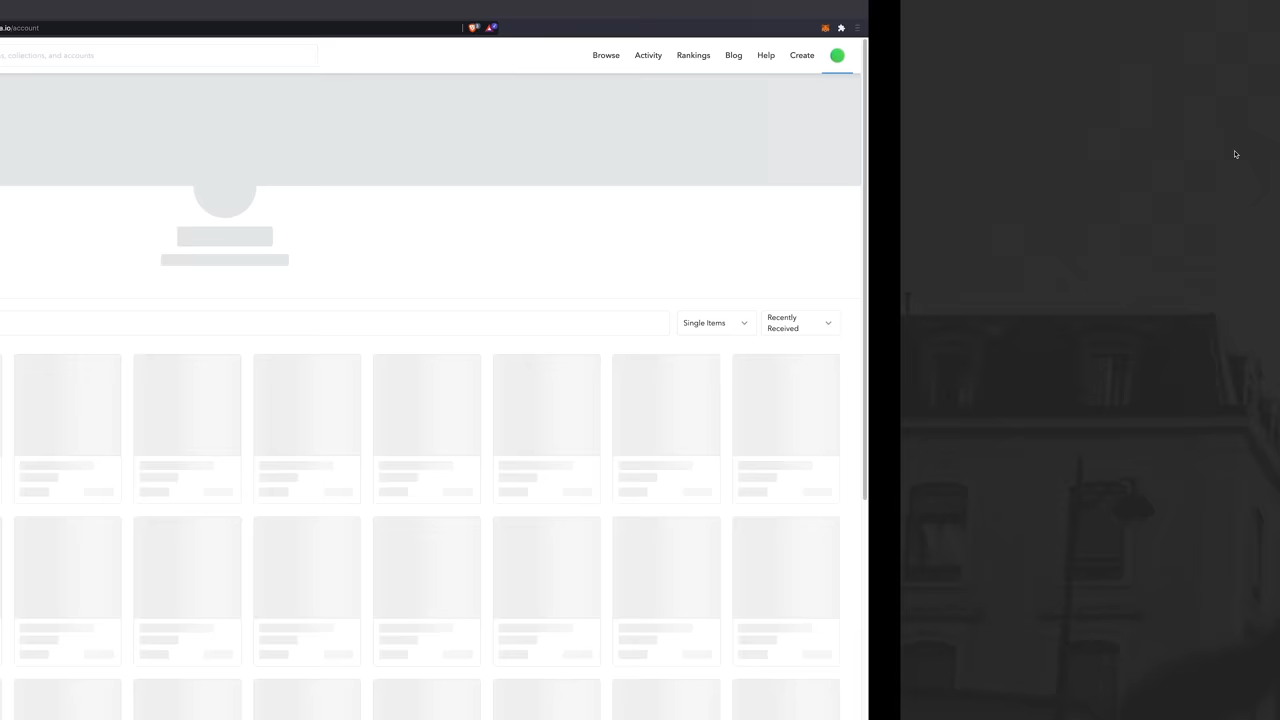 a.io/account
s, collections, and accounts
Browse Activity Rankings Blog Help Create
Single Items
Recently
Received